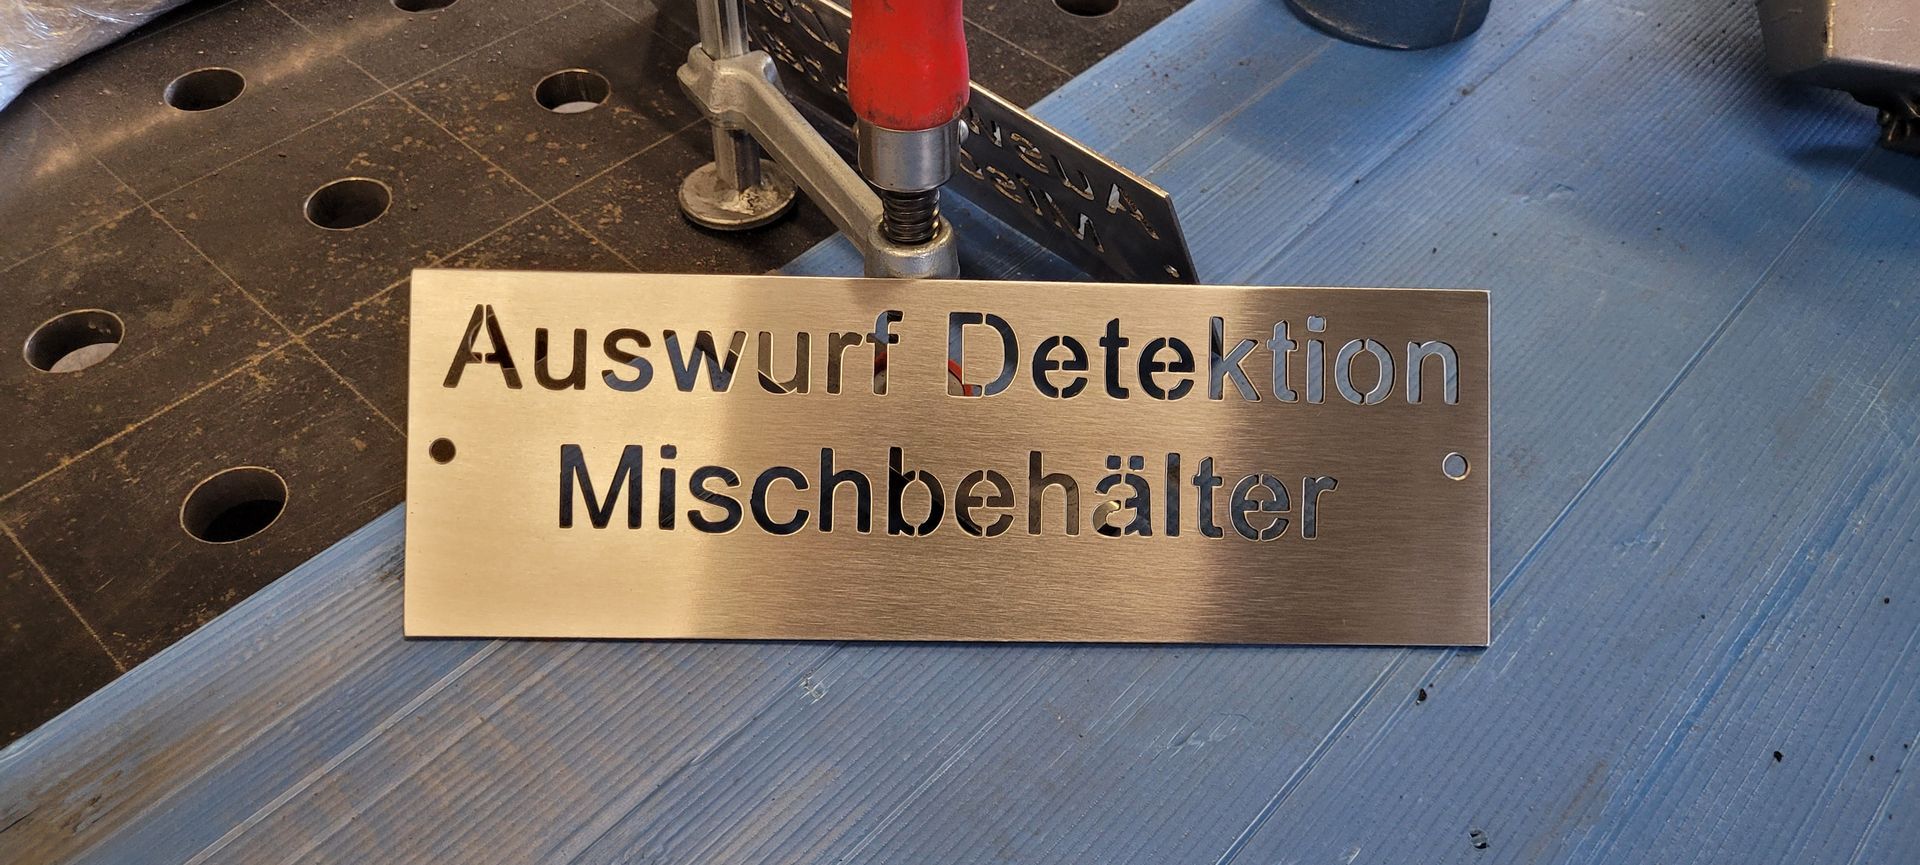 Auswurf Detektion
Mischbehälter